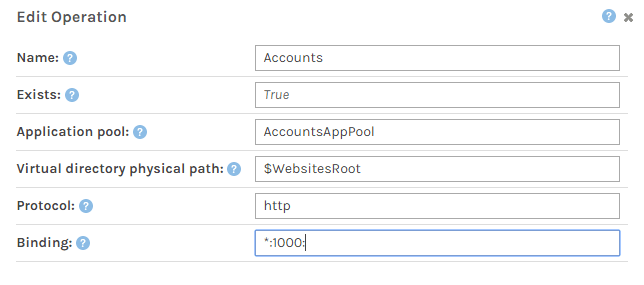 Edit Operation ? ✖
Name: ? Accounts
Exists: ? True
Application pool: ? AccountsAppPool
Virtual directory physical path: ? $WebsitesRoot
Protocol: ? http
Binding: ? *:1000: